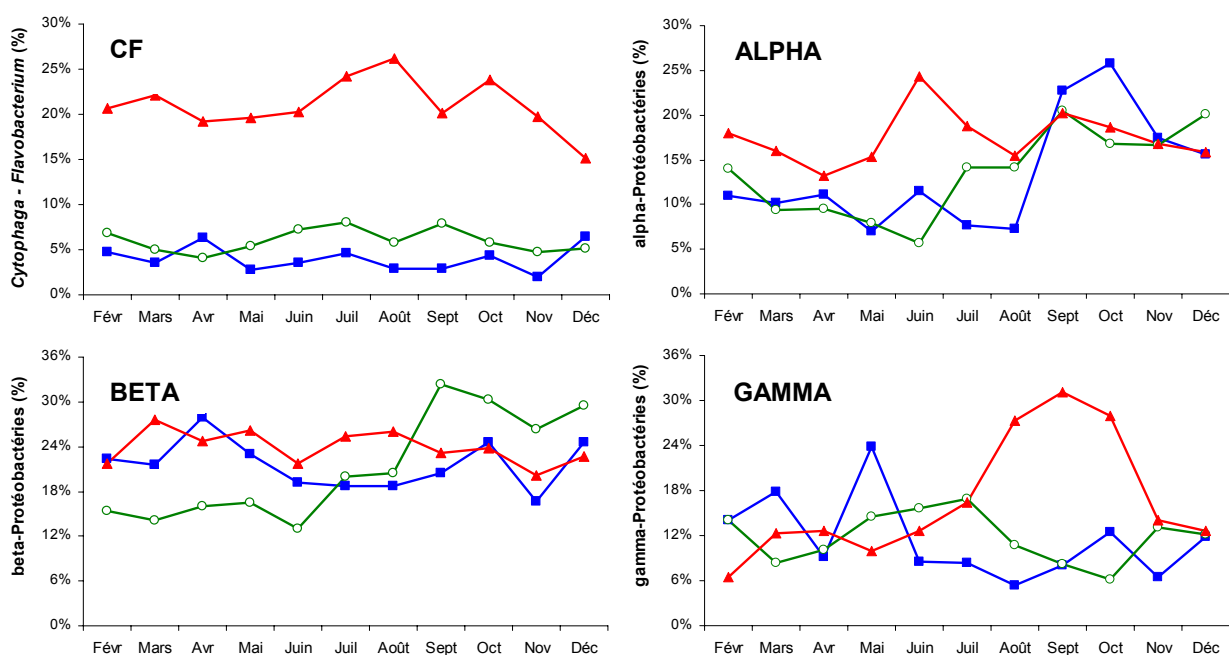 CF
Cytophaga - Flavobacterium (%)
30%
25%
20%
15%
10%
5%
0%
Févr Mars Avr Mai Juin Juil Août Sept Oct Nov Déc
ALPHA
alpha-Protéobactéries (%)
30%
25%
20%
15%
10%
5%
0%
Févr Mars Avr Mai Juin Juil Août Sept Oct Nov Déc
BETA
beta-Protéobactéries (%)
36%
30%
24%
18%
12%
6%
0%
Févr Mars Avr Mai Juin Juil Août Sept Oct Nov Déc
GAMMA
gamma-Protéobactéries (%)
36%
30%
24%
18%
12%
6%
0%
Févr Mars Avr Mai Juin Juil Août Sept Oct Nov Déc